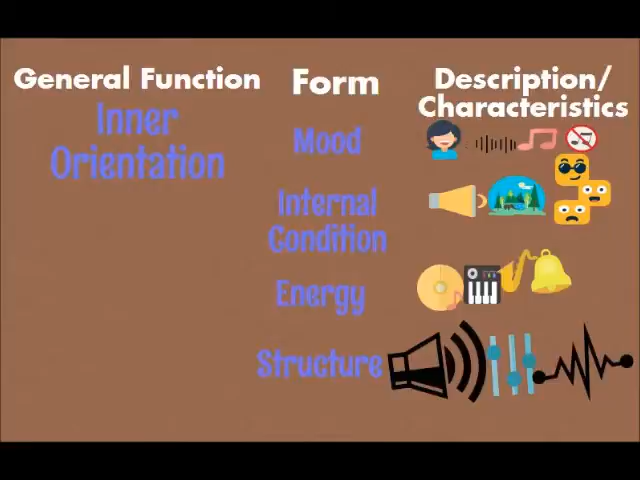 General Function
Form
Description/
Characteristics
Inner
Orientation
Mood
Internal
Condition
Energy
Structure